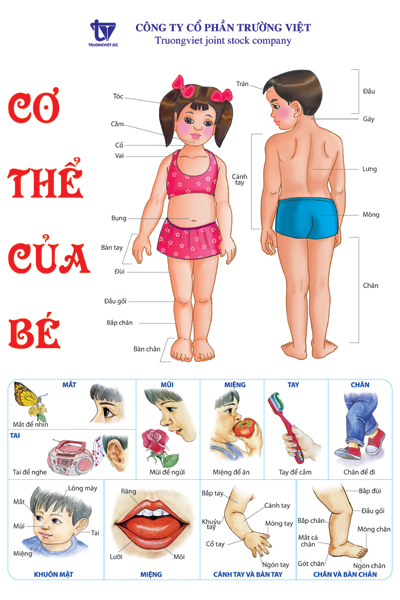 TV
TRUONGVIET JSC
CÔNG TY CỔ PHẦN TRƯỜNG VIỆT
Truongviet joint stock company
CƠ
THỂ
CỦA
BÉ
Tóc
Cằm
Cổ
Vai
Bụng
Bàn tay
Đùi
Đầu gối
Bắp chân
Bàn chân
Trán
Đầu
Gáy
Cánh
tay
Lưng
Mông
Chân
MẮT
Mắt để nhìn
TAI
Tai để nghe
MŨI
Mũi để ngửi
MIỆNG
Miệng để ăn
TAY
Tay để cầm
CHÂN
Chân để đi
Lông mày
Mắt
Mũi
Tai
Miệng
KHUÔN MẶT
Răng
Lưỡi
Môi
MIỆNG
Bắp tay
Cánh tay
Khuỷu
tay
Móng tay
Cổ tay
Ngón tay
CÁNH TAY VÀ BÀN TAY
Bắp đùi
Đầu gối
Bắp chân
Móng chân
Mắt cá
chân
Gót chân
Ngón chân
CHÂN VÀ BÀN CHÂN